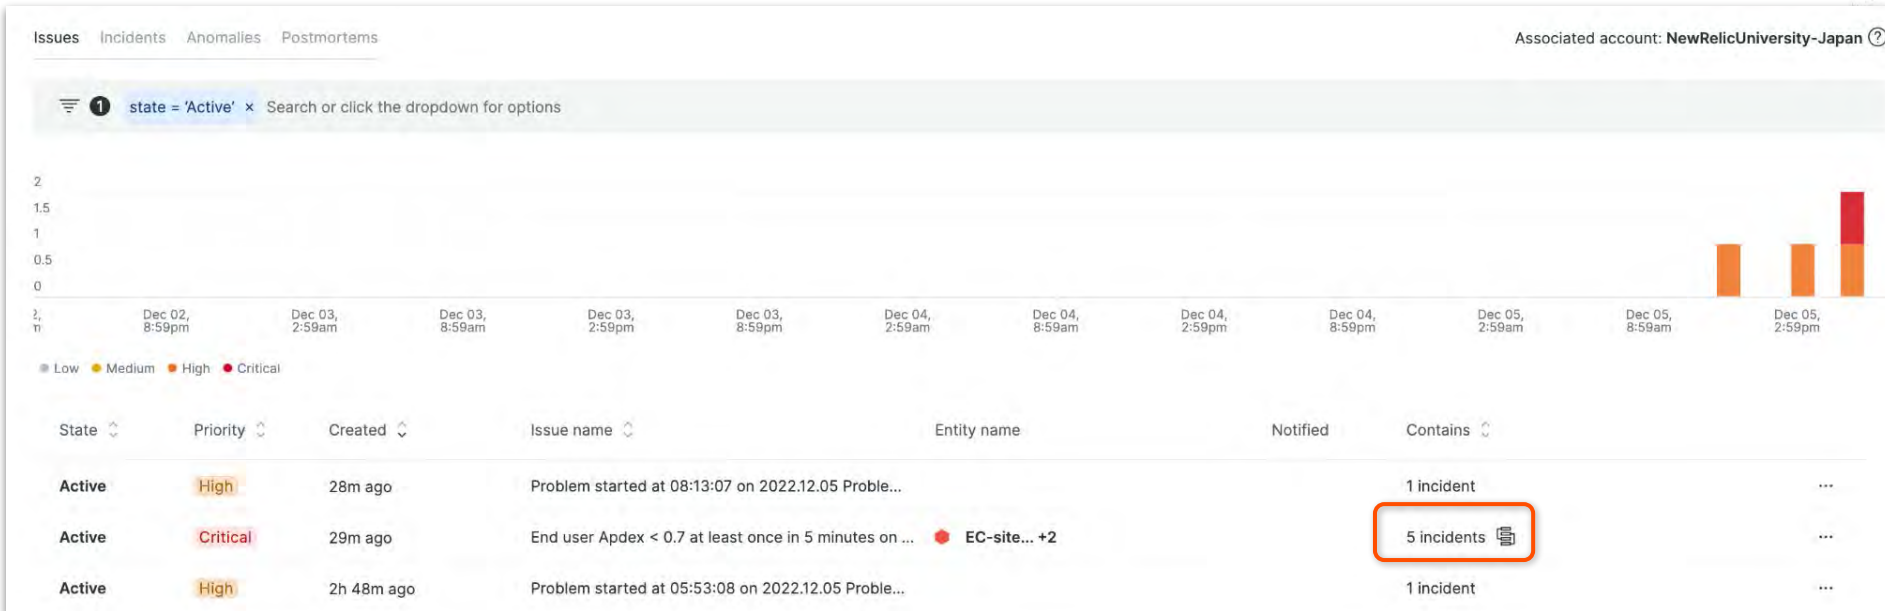 Issues Incidents Anomalies Postmortems
Associated account: NewRelicUniversity-Japan ?
1 state = 'Active' × Search or click the dropdown for options
2
1.5
1
0.5
0
Dec 02, 8:59pm
Dec 03, 2:59am
Dec 03, 8:59am
Dec 03, 2:59pm
Dec 03, 8:59pm
Dec 04, 2:59am
Dec 04, 8:59am
Dec 04, 2:59pm
Dec 04, 8:59pm
Dec 05, 2:59am
Dec 05, 8:59am
Dec 05, 2:59pm
Low Medium High Critical
State Priority Created Issue name Entity name Notified Contains
Active High 28m ago Problem started at 08:13:07 on 2022.12.05 Proble... 1 incident ...
Active Critical 29m ago End user Apdex < 0.7 at least once in 5 minutes on ... EC-site... +2 5 incidents ...
Active High 2h 48m ago Problem started at 05:53:08 on 2022.12.05 Proble... 1 incident ...